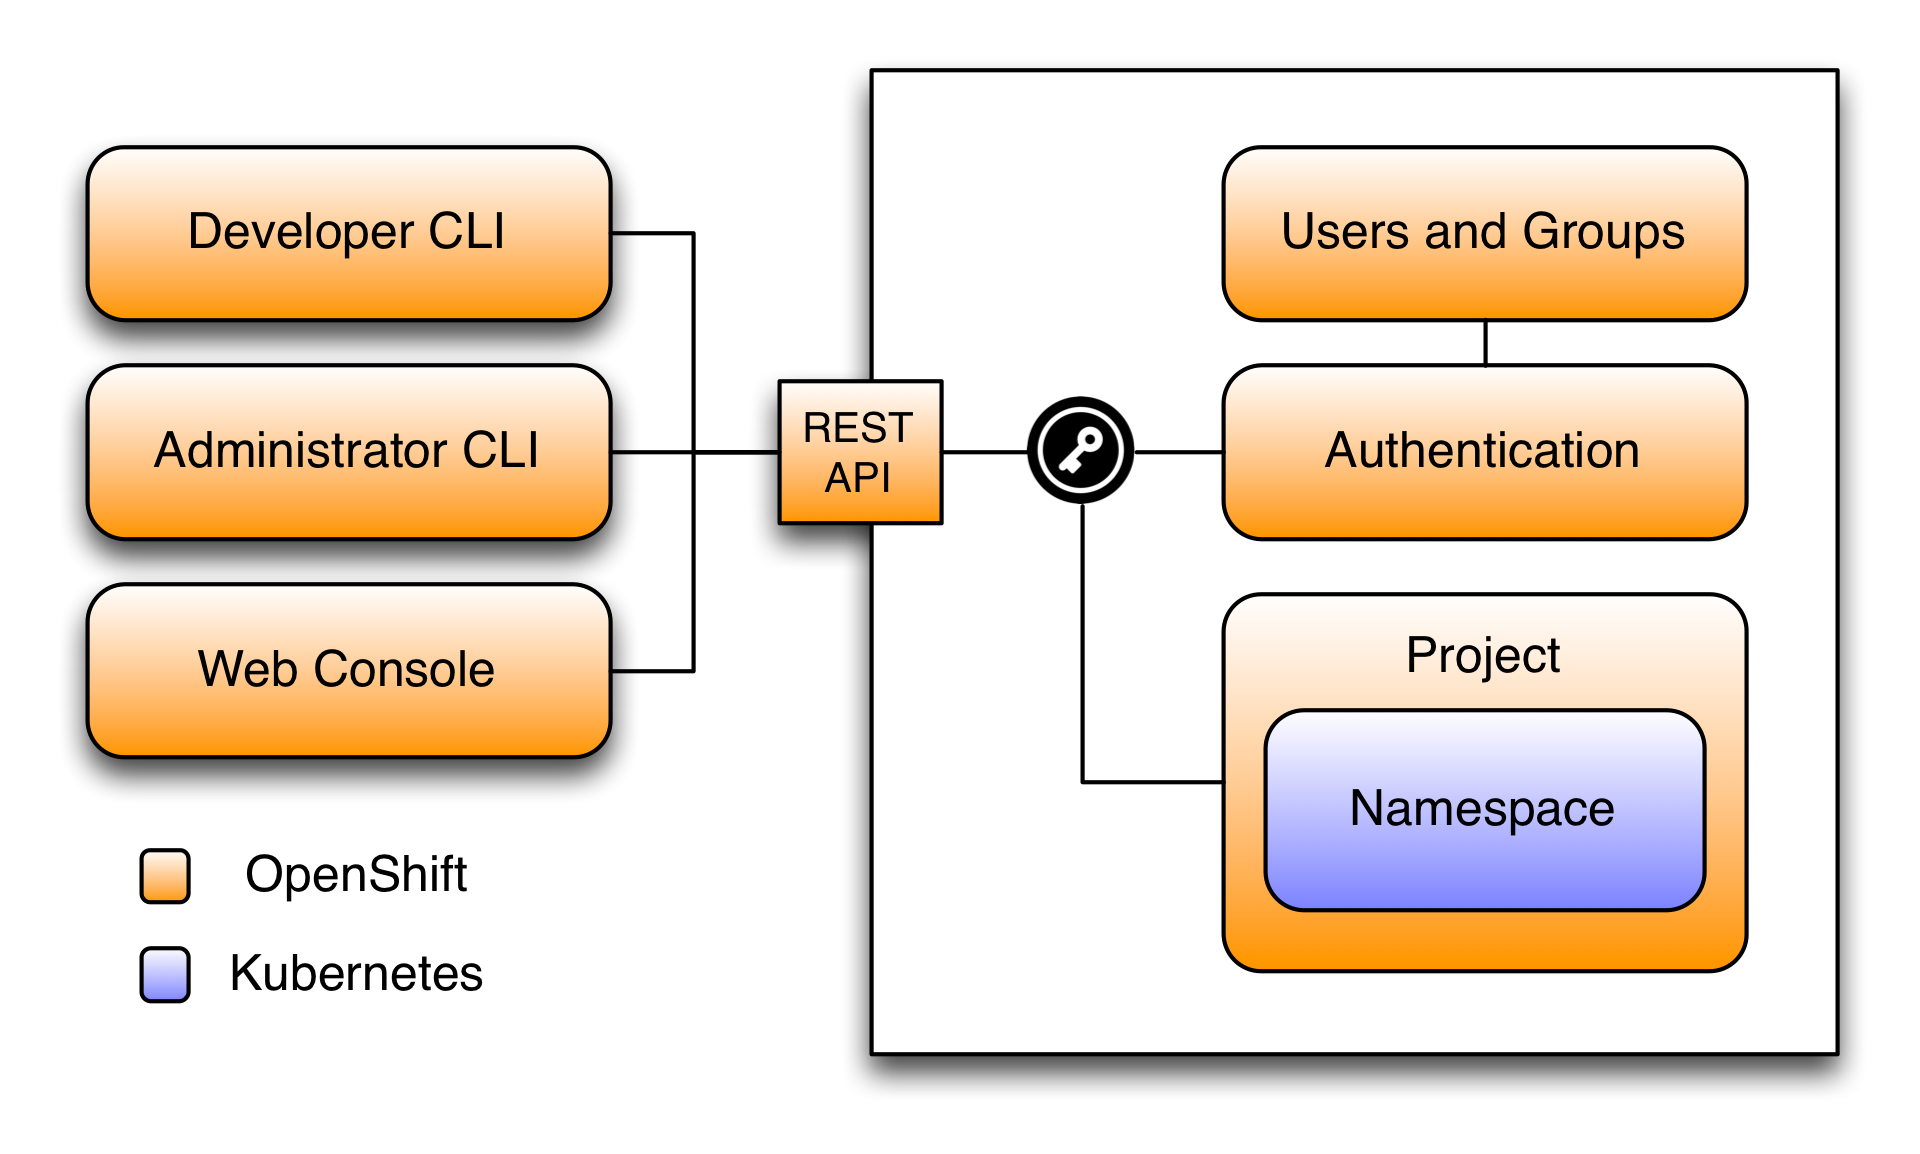 Developer CLI
Administrator CLI
Web Console
OpenShift
Kubernetes
REST
API
Users and Groups
Authentication
Project
Namespace